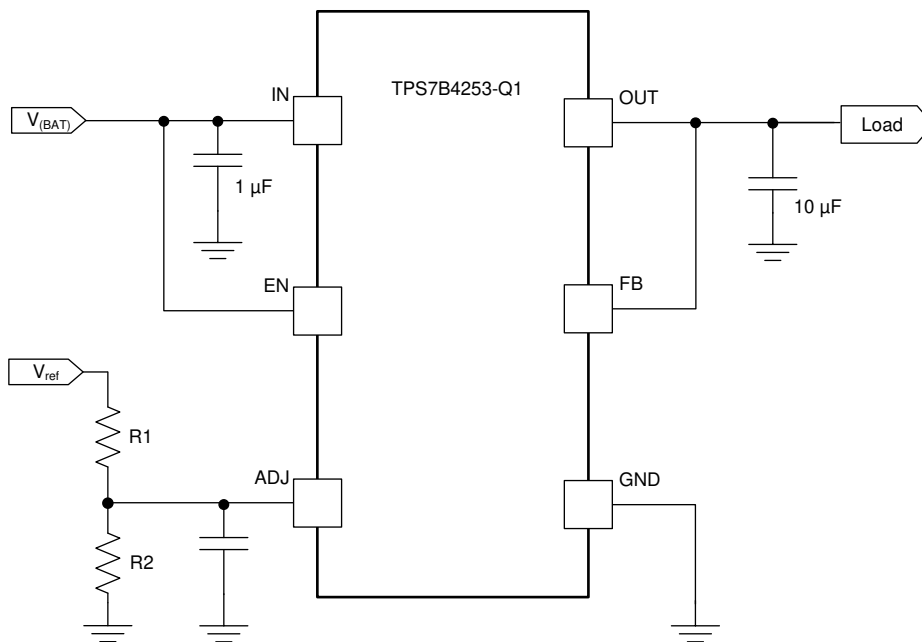 TPS7B4253-Q1
IN
OUT
V(BAT)
Load
1 µF
10 µF
EN
FB
Vref
R1
ADJ
GND
R2